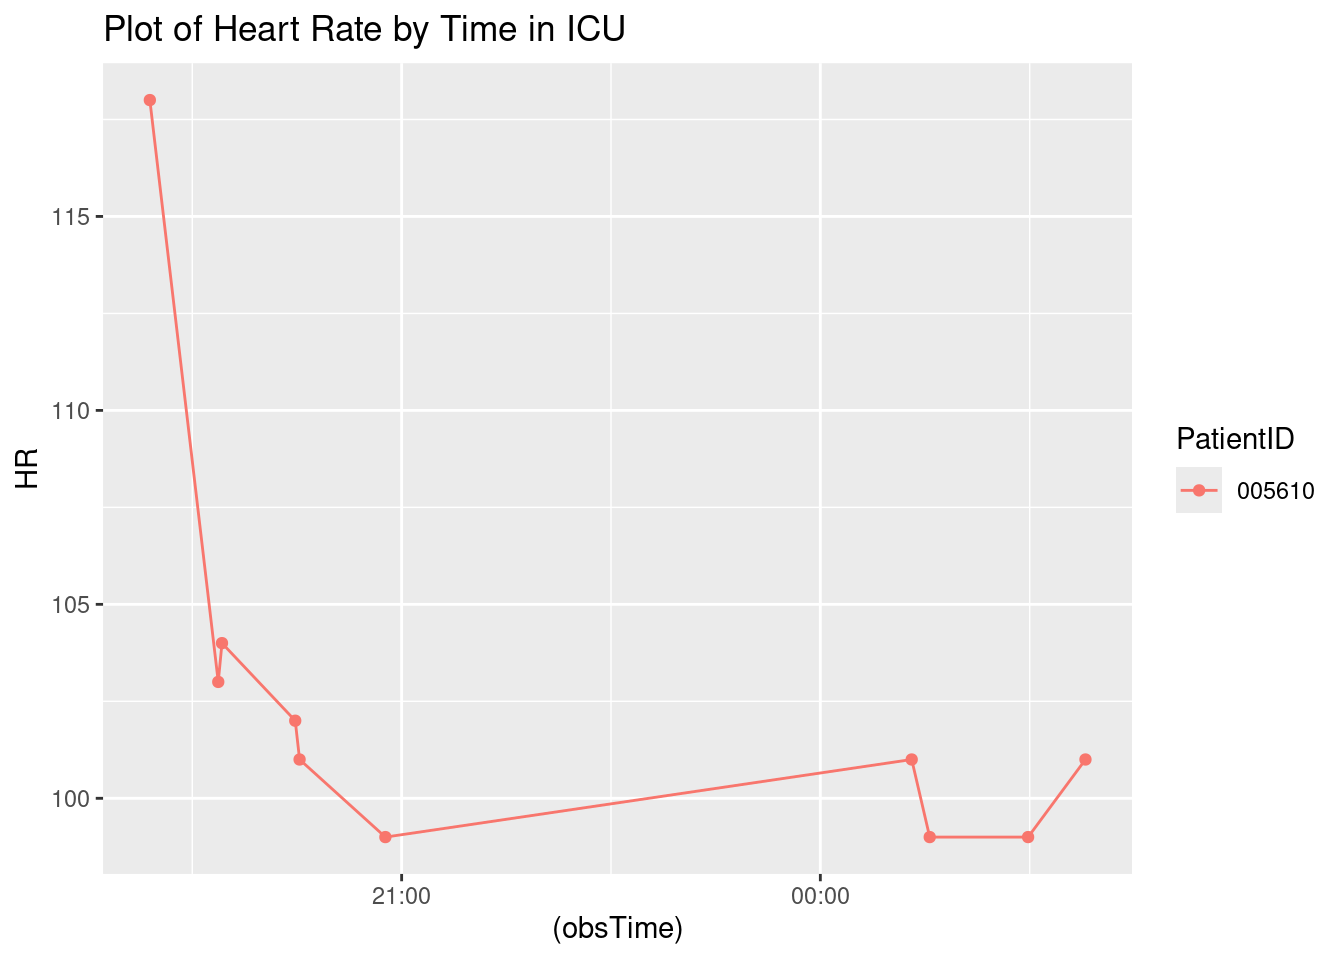 Plot of Heart Rate by Time in ICU
115
110
105
100
HR
21:00
00:00
(obsTime)
PatientID
005610